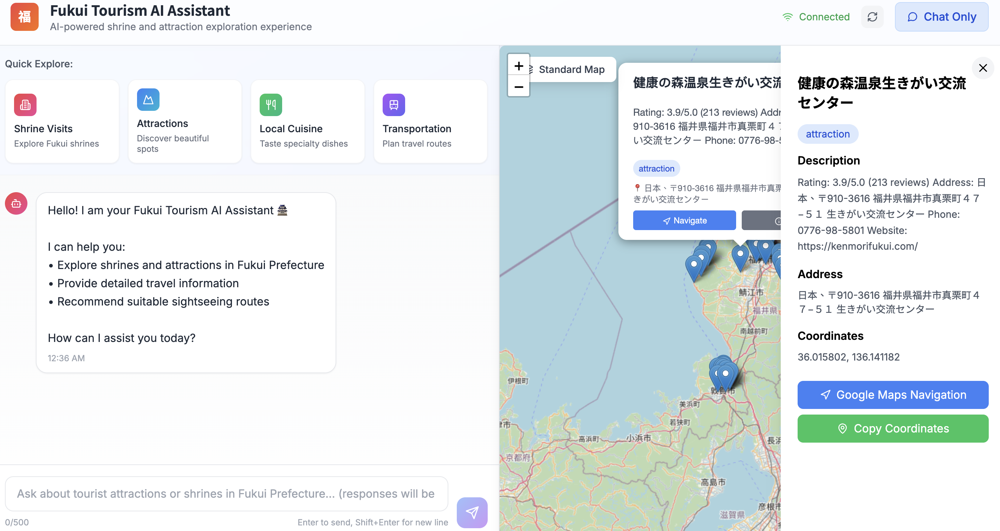 福
Fukui Tourism AI Assistant
AI-powered shrine and attraction exploration experience
Connected
Chat Only
Quick Explore:
Shrine Visits
Explore Fukui shrines
Attractions
Discover beautiful
spots
Local Cuisine
Taste specialty dishes
Transportation
Plan travel routes
Hello! I am your Fukui Tourism AI Assistant 🏯
I can help you:
• Explore shrines and attractions in Fukui Prefecture
• Provide detailed travel information
• Recommend suitable sightseeing routes
How can I assist you today?
12:36 AM
Ask about tourist attractions or shrines in Fukui Prefecture... (responses will be
0/500
Enter to send, Shift+Enter for new line
+
−
Standard Map
健康の森温泉生きがい交流
Rating: 3.9/5.0 (213 reviews) Addr
910-3616 福井県福井市真栗町４７
い交流センター Phone: 0776-98-5
attraction
📍 日本、〒910-3616 福井県福井市真栗
きがい交流センター
Navigate
鯖江市
福井県
南越前町
伊根町
敦賀市
美浜町
若狭町
高浜町
小浜市
京都府
高島市
滋賀県
彦根市
健康の森温泉生きがい交流
センター
attraction
Description
Rating: 3.9/5.0 (213 reviews) Address: 日
本、〒910-3616 福井県福井市真栗町４７
−５１ 生きがい交流センター Phone:
0776-98-5801 Website:
https://kenmorifukui.com/
Address
日本、〒910-3616 福井県福井市真栗町４
７−５１ 生きがい交流センター
Coordinates
36.015802, 136.141182
Google Maps Navigation
Copy Coordinates